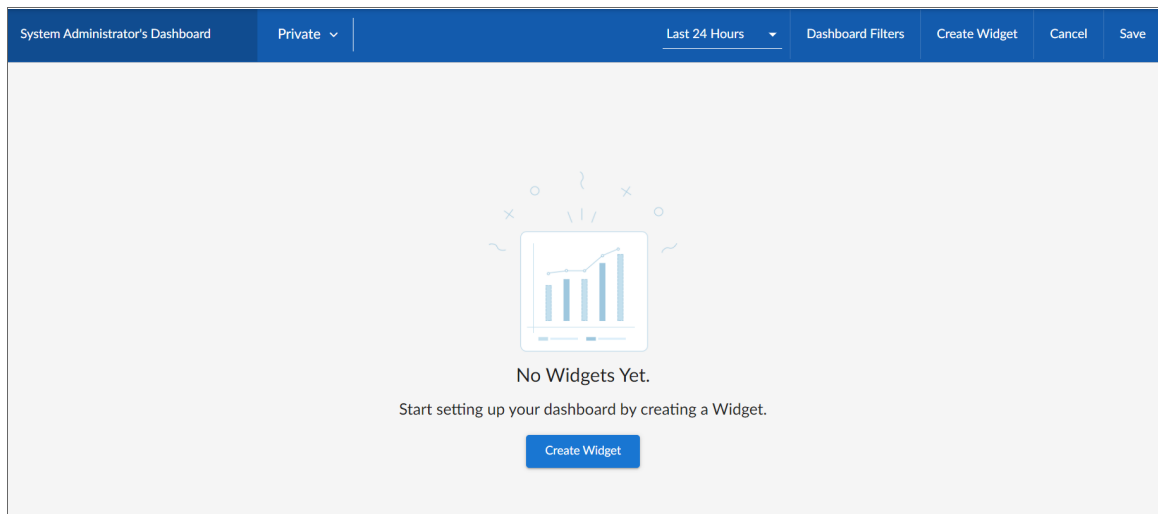 System Administrator's Dashboard Private Last 24 Hours Dashboard Filters Create Widget Cancel Save
No Widgets Yet.
Start setting up your dashboard by creating a Widget.
Create Widget